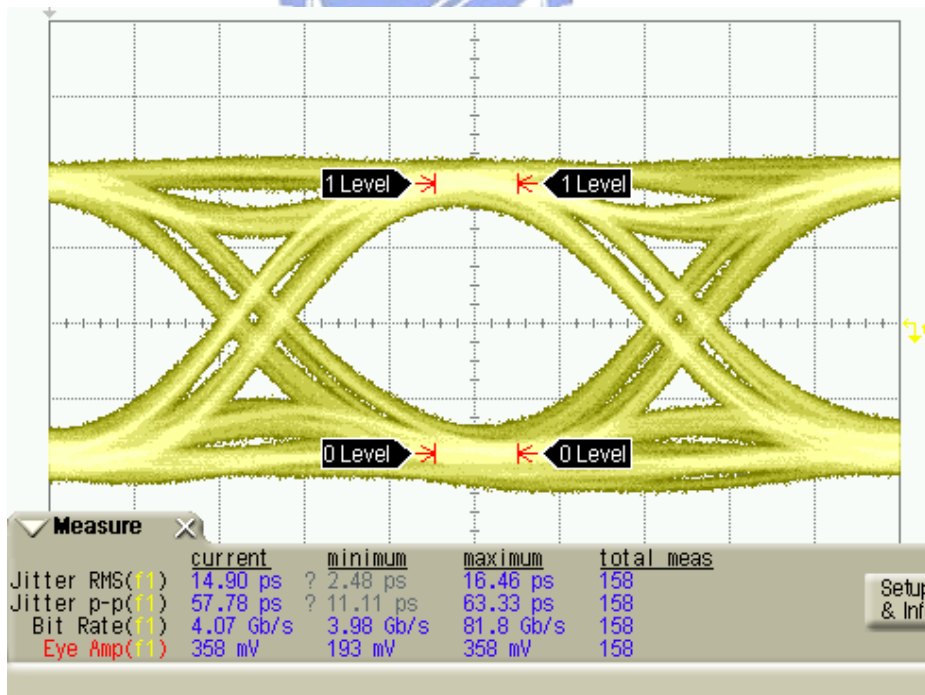 1 Level 1 Level
0 Level 0 Level
Measure
current minimum maximum total meas
Jitter RMS(f1) 14.90 ps ? 2.48 ps 16.46 ps 158
Jitter p-p(f1) 57.78 ps ? 11.11 ps 63.33 ps 158
Bit Rate(f1) 4.07 Gb/s 3.98 Gb/s 81.8 Gb/s 158
Eye Amp(f1) 358 mV 193 mV 358 mV 158
Setup
& Inf